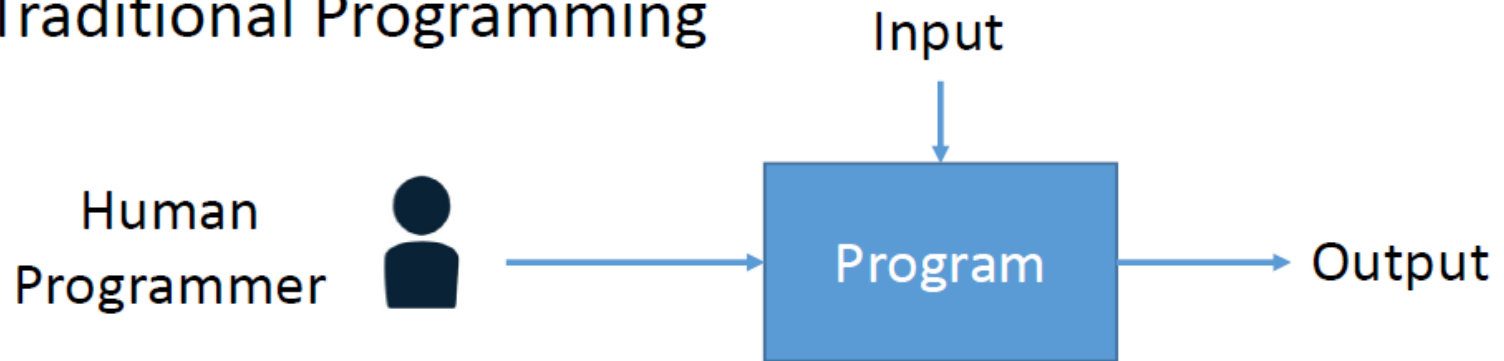 Traditional Programming
Input
Human
Programmer
Program
Output